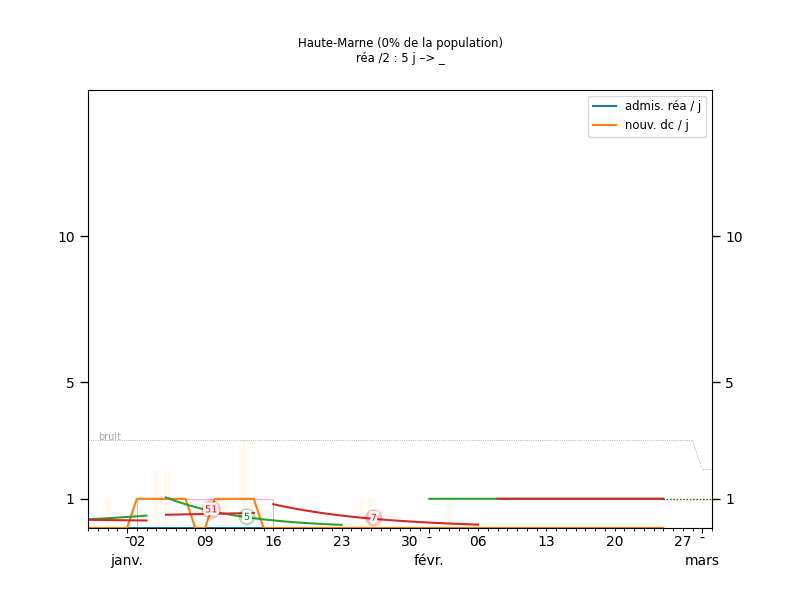 Haute-Marne (0% de la population)
réa /2 : 5 j –> _
admis. réa / j
nouv. dc / j
10 10
5 5
bruit
1 1
51 5 7
02 09 16 23 30 06 13 20 27
janv. févr. mars